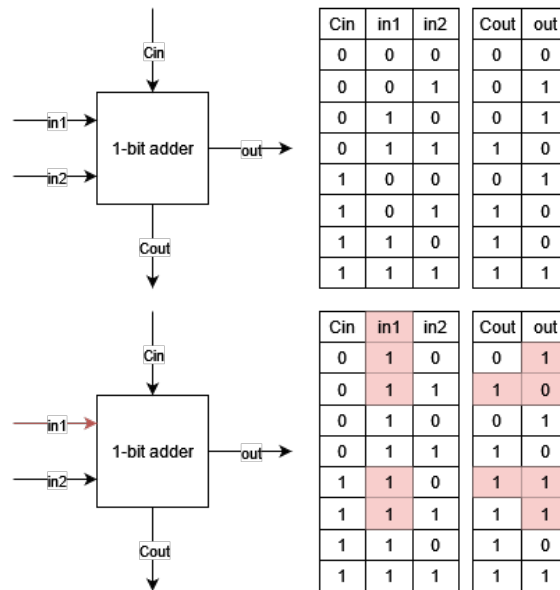 Cin
in1
1-bit adder
out
in2
Cout
Cin in1 in2 Cout out
0 0 0 0 0
0 0 1 0 1
0 1 0 0 1
0 1 1 1 0
1 0 0 0 1
1 0 1 1 0
1 1 0 1 0
1 1 1 1 1
Cin
in1
1-bit adder
out
in2
Cout
Cin in1 in2 Cout out
0 1 0 0 1
0 1 1 1 0
0 1 0 0 1
0 1 1 1 0
1 1 0 1 1
1 1 1 1 1
1 1 0 1 0
1 1 1 1 1